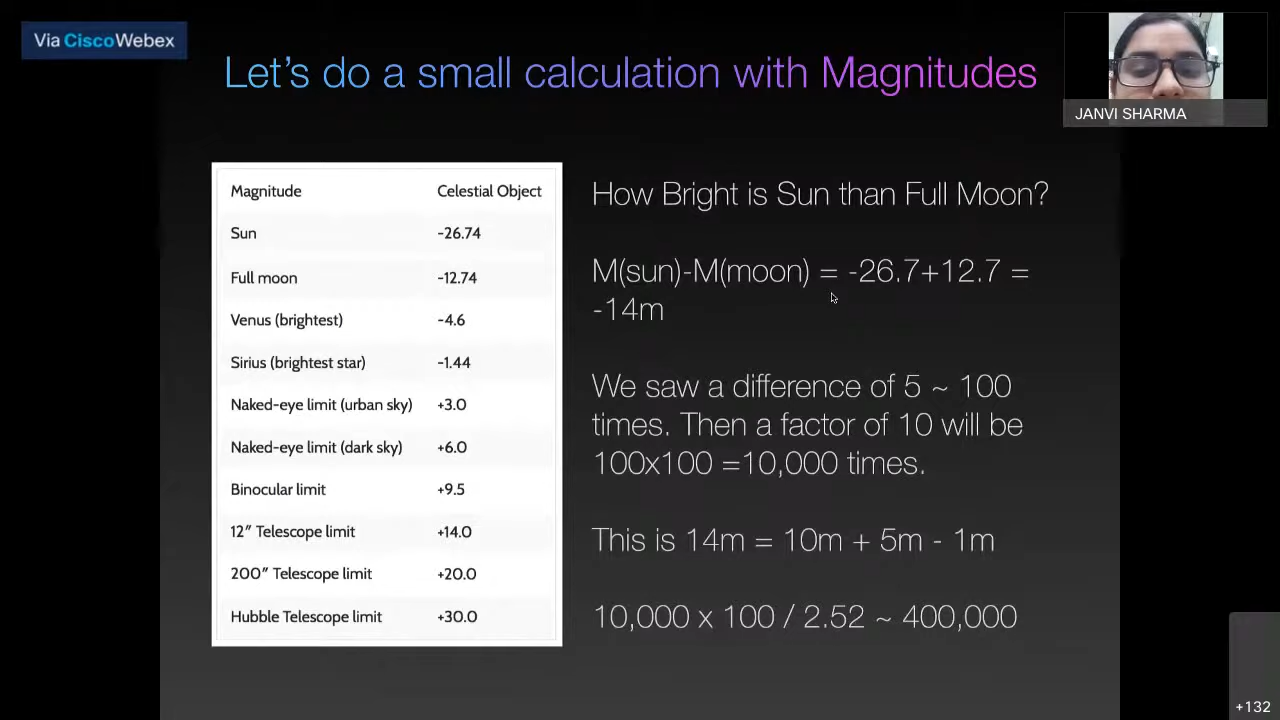 Via CiscoWebex
Let's do a small calculation with Magnitudes
JANVI SHARMA
Magnitude Celestial Object
Sun -26.74
Full moon -12.74
Venus (brightest) -4.6
Sirius (brightest star) -1.44
Naked-eye limit (urban sky) +3.0
Naked-eye limit (dark sky) +6.0
Binocular limit +9.5
12″ Telescope limit +14.0
200″ Telescope limit +20.0
Hubble Telescope limit +30.0
How Bright is Sun than Full Moon?
M(sun)-M(moon) = -26.7+12.7 =
-14m
We saw a difference of 5 ~ 100
times. Then a factor of 10 will be
100x100 =10,000 times.
This is 14m = 10m + 5m - 1m
10,000 x 100 / 2.52 ~ 400,000
+132